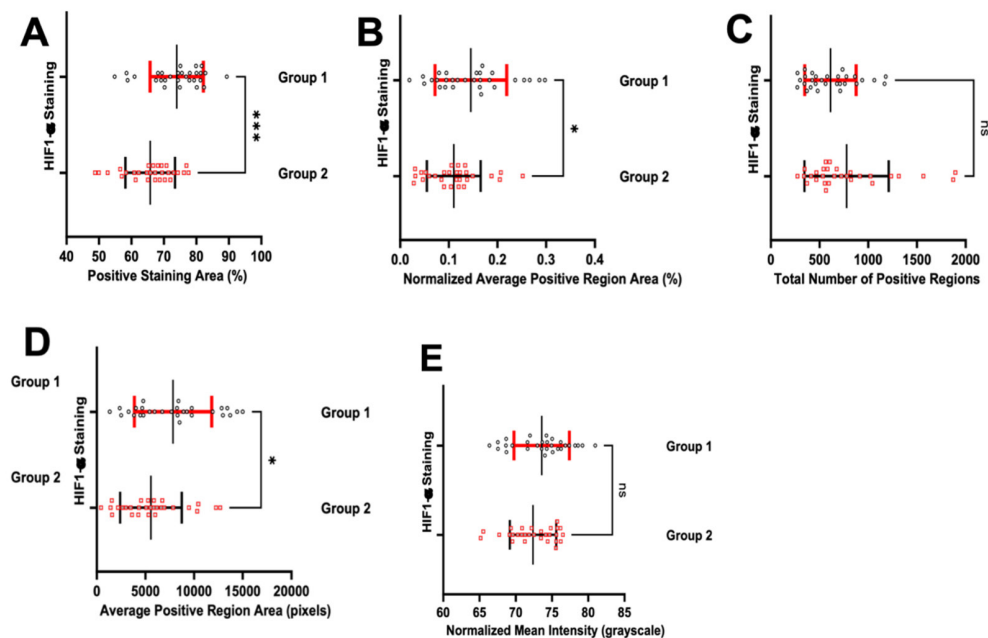 A
HIF1-α Staining
Group 1
Group 2
***
40 50 60 70 80 90 100
Positive Staining Area (%)
B
HIF1-α Staining
Group 1
Group 2
*
0.0 0.1 0.2 0.3 0.4
Normalized Average Positive Region Area (%)
C
HIF1-α Staining
ns
0 500 1000 1500 2000
Total Number of Positive Regions
D
Group 1
Group 2
HIF1-α Staining
Group 1
Group 2
*
0 5000 10000 15000 20000
Average Positive Region Area (pixels)
E
HIF1-α Staining
Group 1
Group 2
ns
60 65 70 75 80 85
Normalized Mean Intensity (grayscale)